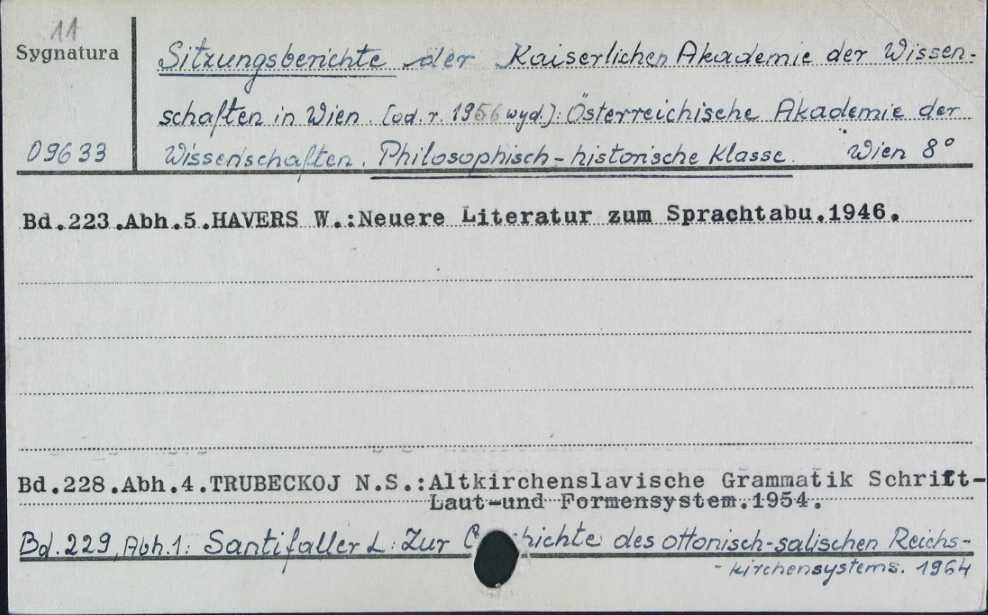 11
Sygnatura
Sitzungsberichte der Kaiserlichen Akademie der Wissen-
schaften in Wien. [od. r. 1956 wyd.]: Österreichische Akademie der
09633 Wissenschaften. Philosophisch-historische Klasse. Wien 8°
Bd.223.Abh.5.HAVERS W.:Neuere Literatur zum Sprachtabu.1946.
Bd.228.Abh.4.TRUBECKOJ N.S.:Altkirchenslavische Grammatik Schrift-
Laut-und Formensystem.1954.
Bd. 229 Abh.1: Santifaller L: Zur des ottonisch-salischen Reichs-
-kirchensystems. 1964